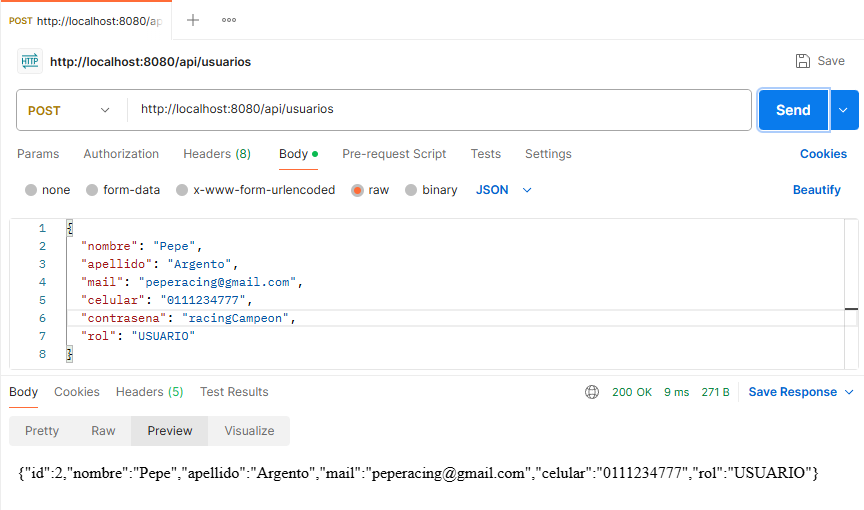 POST http://localhost:8080/ap
HTTP http://localhost:8080/api/usuarios Save
POST http://localhost:8080/api/usuarios Send
Params Authorization Headers (8) Body Pre-request Script Tests Settings Cookies
none form-data x-www-form-urlencoded raw binary JSON Beautify
1 {
2 "nombre": "Pepe",
3 "apellido": "Argento",
4 "mail": "peperacing@gmail.com",
5 "celular": "0111234777",
6 "contrasena": "racingCampeon",
7 "rol": "USUARIO"
8 }
Body Cookies Headers (5) Test Results 200 OK 9 ms 271 B Save Response
Pretty Raw Preview Visualize
{"id":2,"nombre":"Pepe","apellido":"Argento","mail":"peperacing@gmail.com","celular":"0111234777","rol":"USUARIO"}